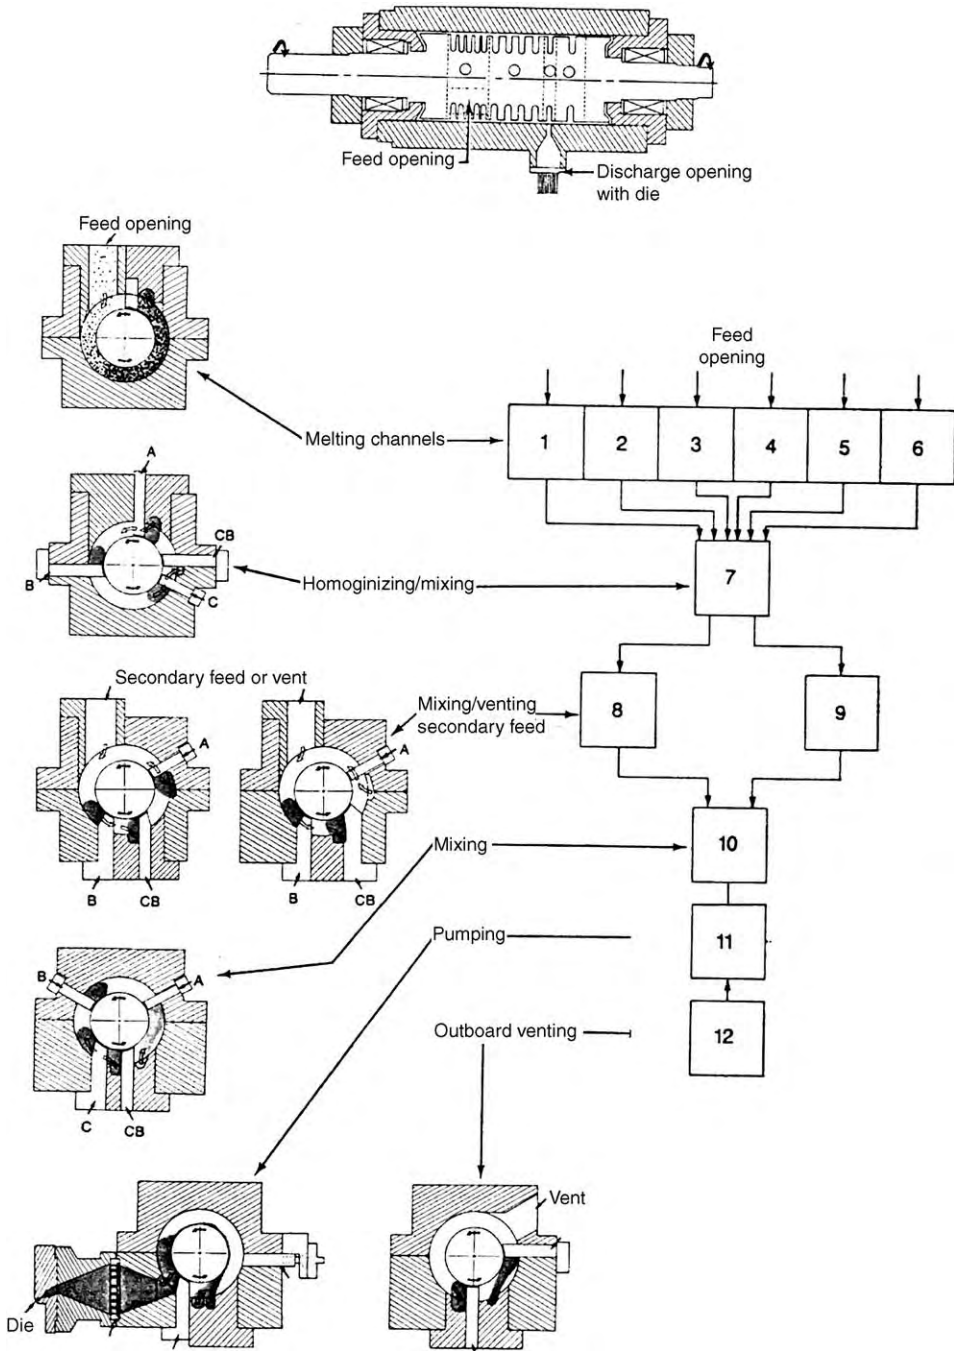 Feed opening
Discharge opening
with die
Feed opening
Feed
opening
1
2
3
4
5
6
Melting channels
A
CB
B
C
Homoginizing/mixing
7
Secondary feed or vent
Mixing/venting
secondary feed
8
9
A
A
B
CB
B
CB
Mixing
10
Pumping
11
B
A
Outboard venting
12
C
CB
Vent
Die